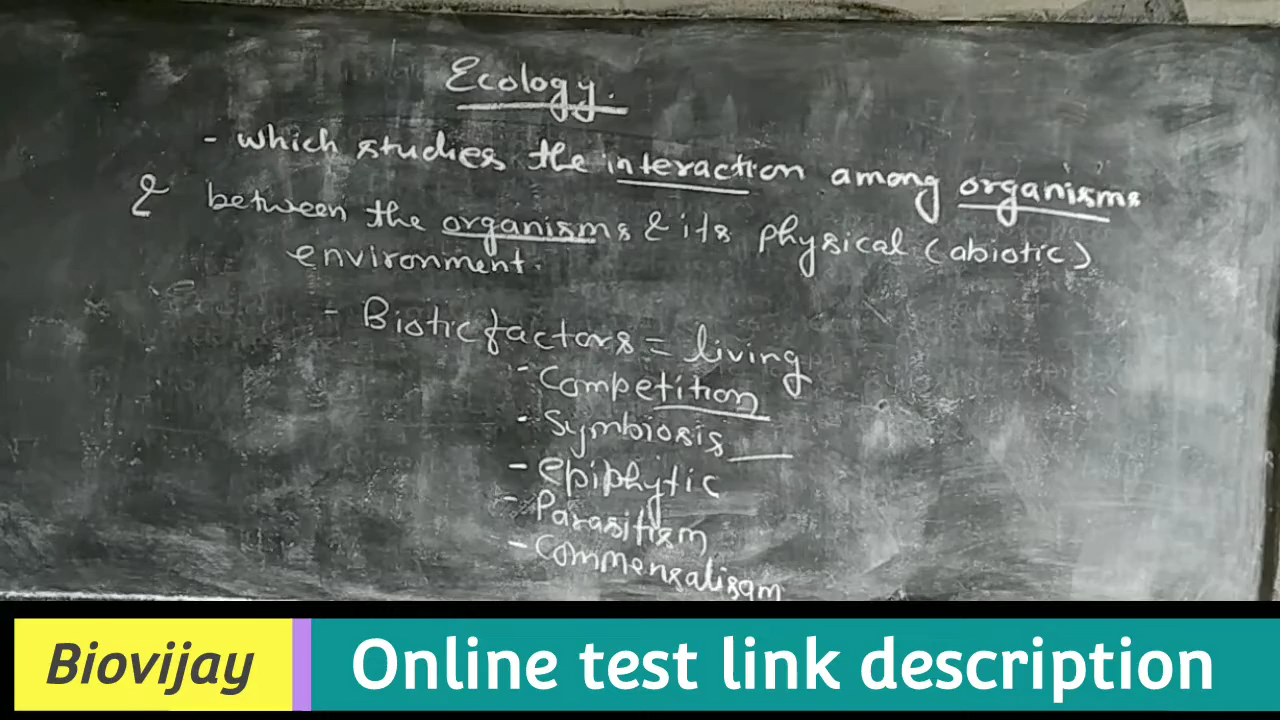 Ecology.
- which studies the interaction among organisms
& between the organisms & its physical (abiotic)
environment.
- Biotic factors = living
- Competition
- Symbiosis
- epiphytic
- Parasitism
- Commensalisam
Biovijay
Online test link description